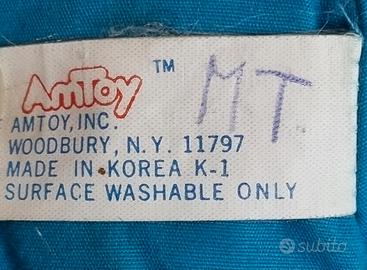 AmToy ™ MT
AMTOY, INC.
WOODBURY, N.Y. 11797
MADE IN KOREA K-1
SURFACE WASHABLE ONLY
subito